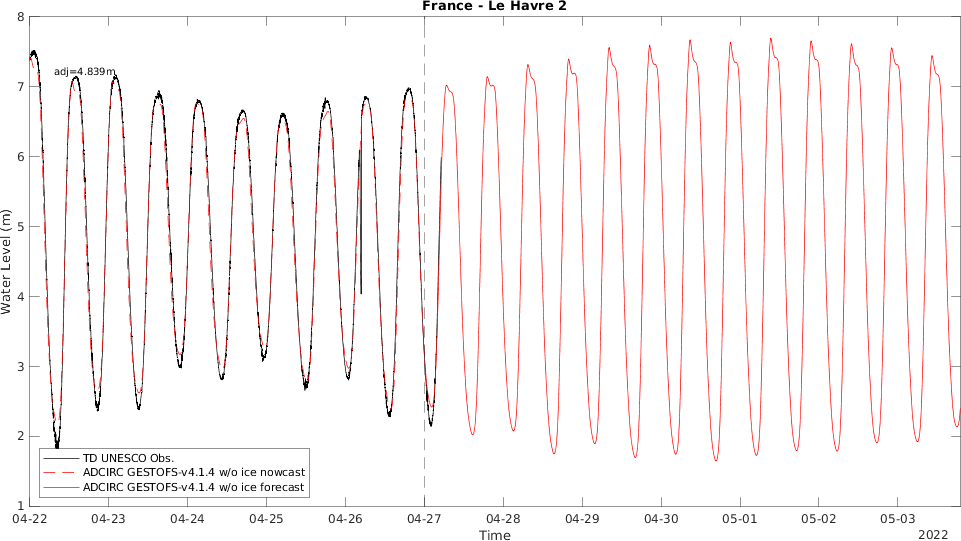 France - Le Havre 2
8
7
6
5
4
3
2
1
Water Level (m)
adj=4.839m
TD UNESCO Obs.
ADCIRC GESTOFS-v4.1.4 w/o ice nowcast
ADCIRC GESTOFS-v4.1.4 w/o ice forecast
04-22 04-23 04-24 04-25 04-26 04-27 04-28 04-29 04-30 05-01 05-02 05-03
Time
2022